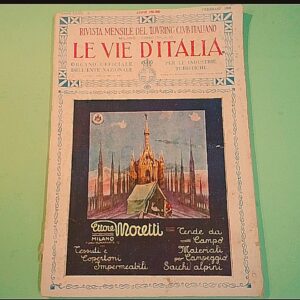 RIVISTA MENSILE DEL TOURING CLUB ITALIANO
LE VIE D'ITALIA
ORGANO UFFICIALE
DELL'ENTE NAZIONALE
PER LE INDUSTRIE
TURISTICHE
Ettore Moretti
MILANO
Tende da
Campo
Materiali
per Campeggio
Sacchi alpini
Tessuti e
Copertoni
Impermeabili